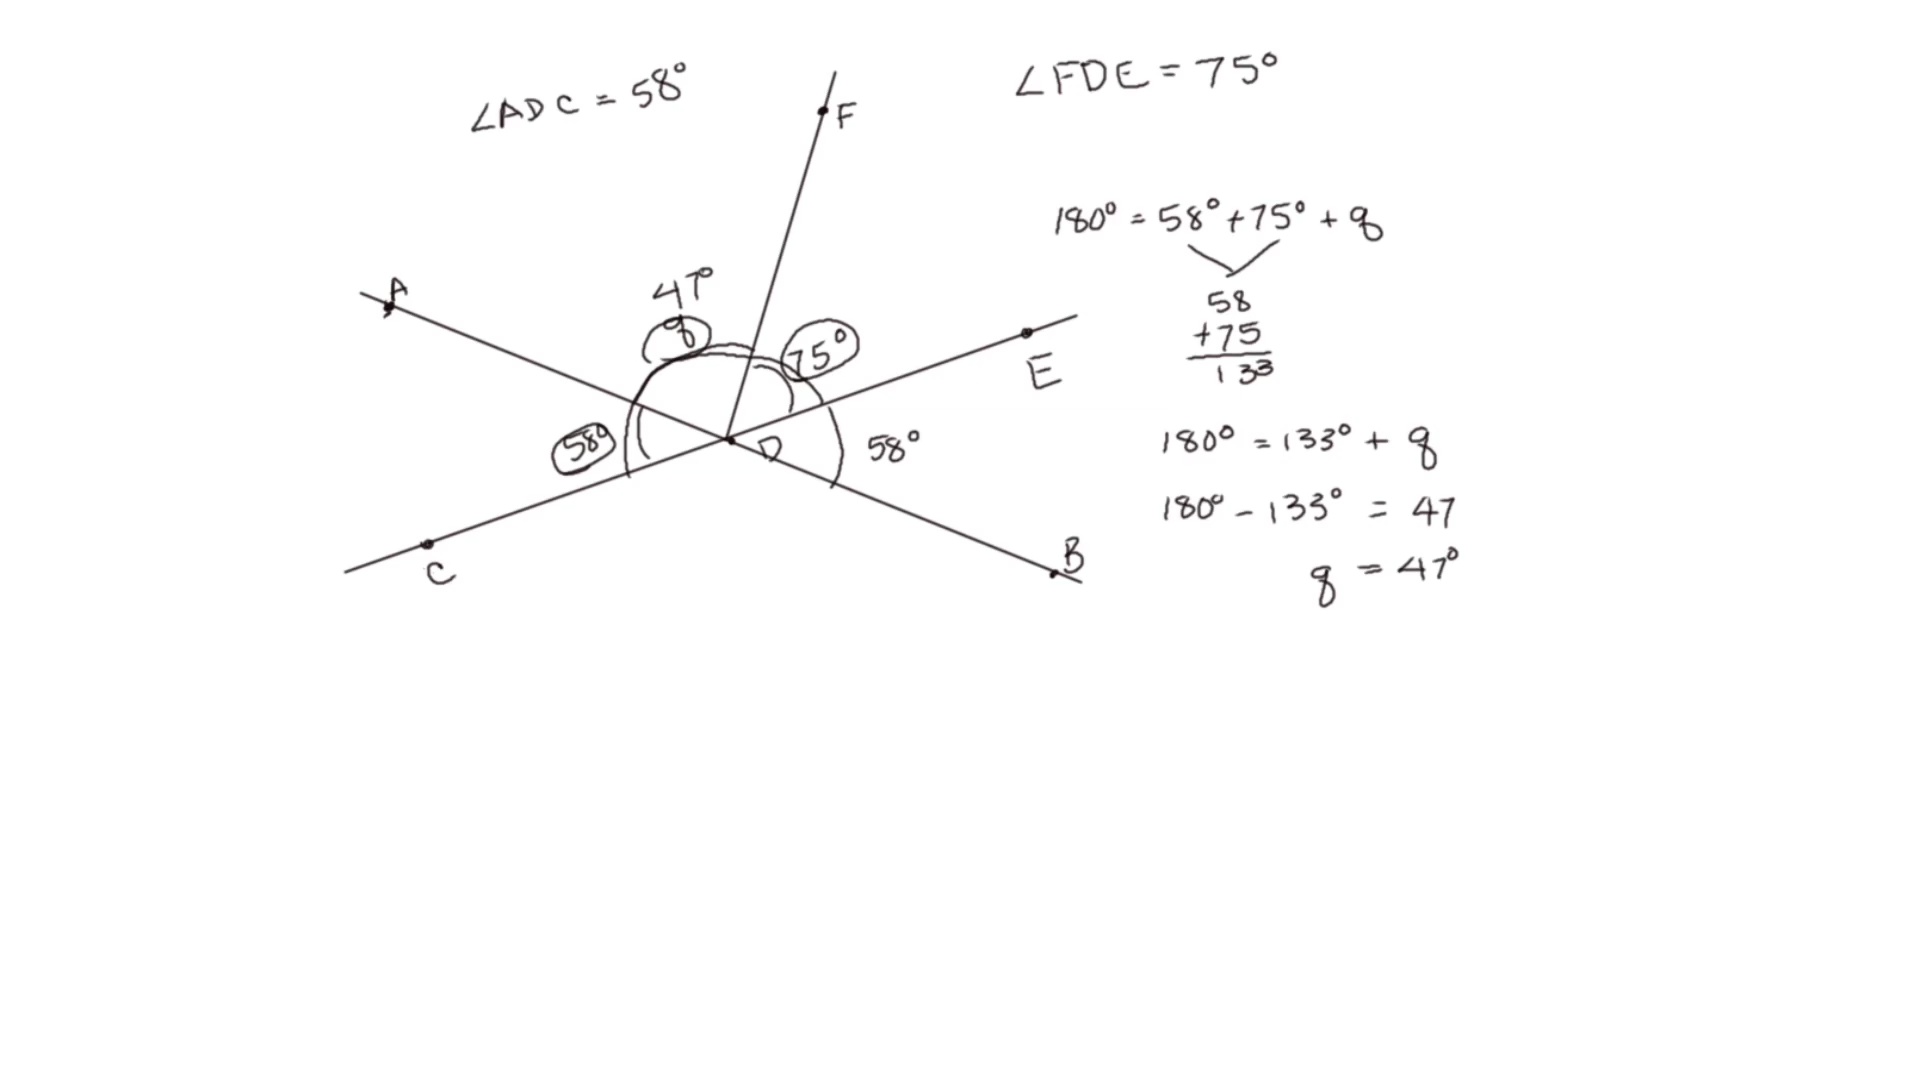 ∠ADC = 58°
∠FDE = 75°
F
180° = 58° + 75° + q
A
47°
q
75°
58
+75
133
E
58°
D
58°
180° = 133° + q
180° - 133° = 47
q = 47°
C
B